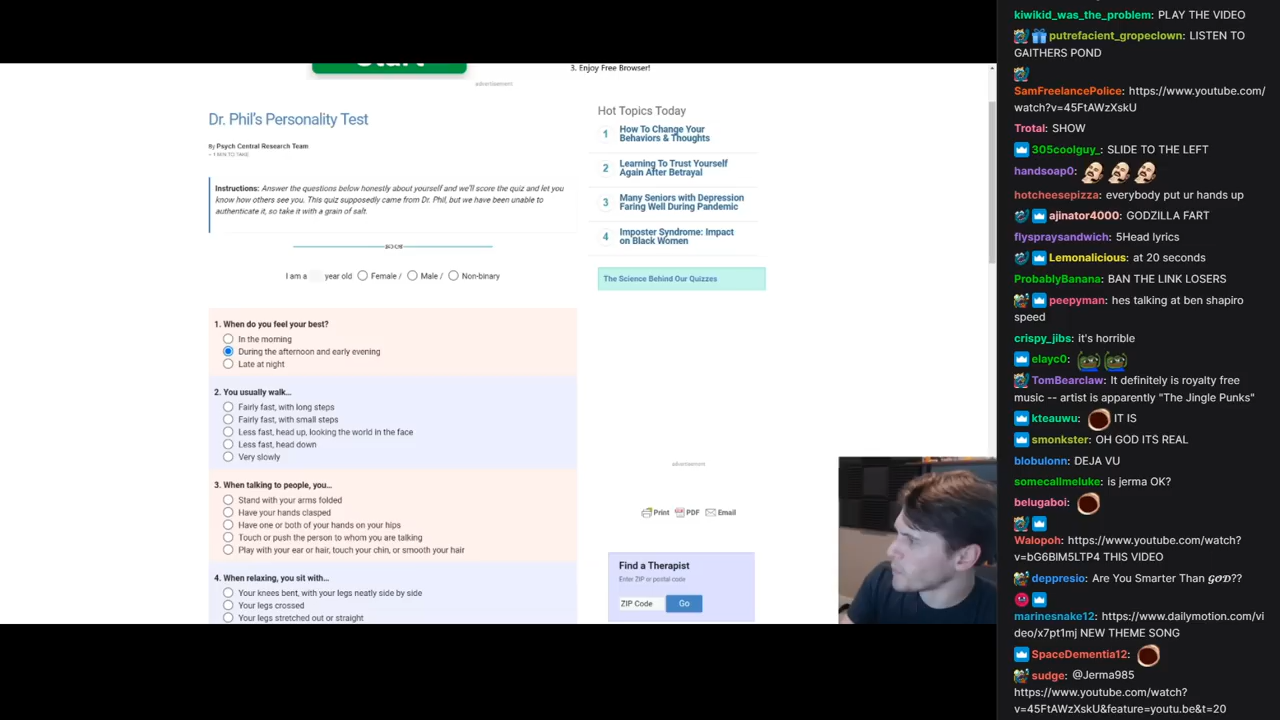 Start
3. Enjoy Free Browser!
advertisement
Dr. Phil's Personality Test
By Psych Central Research Team
• 1 MIN TO TAKE
Instructions: Answer the questions below honestly about yourself and we'll score the quiz and let you
know how others see you. This quiz supposedly came from Dr. Phil, but we have been unable to
authenticate it, so take it with a grain of salt.
I am a year old Female / Male / Non-binary
1. When do you feel your best?
In the morning
During the afternoon and early evening
Late at night
2. You usually walk...
Fairly fast, with long steps
Fairly fast, with small steps
Less fast, head up, looking the world in the face
Less fast, head down
Very slowly
3. When talking to people, you...
Stand with your arms folded
Have your hands clasped
Have one or both of your hands on your hips
Touch or push the person to whom you are talking
Play with your ear or hair, touch your chin, or smooth your hair
4. When relaxing, you sit with...
Your knees bent, with your legs neatly side by side
Your legs crossed
Your legs stretched out or straight
Hot Topics Today
1 How To Change Your
Behaviors & Thoughts
2 Learning To Trust Yourself
Again After Betrayal
3 Many Seniors with Depression
Faring Well During Pandemic
4 Imposter Syndrome: Impact
on Black Women
The Science Behind Our Quizzes
advertisement
Print PDF Email
Find a Therapist
Enter ZIP or postal code
ZIP Code Go
kiwikid_was_the_problem: PLAY THE VIDEO
putrefacient_gropeclown: LISTEN TO
GAITHERS POND
SamFreelancePolice: https://www.youtube.com/
watch?v=45FtAWzXskU
Trotal: SHOW
305coolguy_: SLIDE TO THE LEFT
handsoap0:
hotcheesepizza: everybody put ur hands up
ajinator4000: GODZILLA FART
flyspraysandwich: 5Head lyrics
Lemonalicious: at 20 seconds
ProbablyBanana: BAN THE LINK LOSERS
peepyman: hes talking at ben shapiro
speed
crispy_jibs: it's horrible
elayc0:
TomBearclaw: It definitely is royalty free
music -- artist is apparently "The Jingle Punks"
kteauwu: IT IS
smonkster: OH GOD ITS REAL
blobulonn: DEJA VU
somecallmeluke: is jerma OK?
belugaboi:
Walopoh: https://www.youtube.com/watch?
v=bG6BlM5LTP4 THIS VIDEO
deppresio: Are You Smarter Than 𝓖𝓞𝓓??
marinesnake12: https://www.dailymotion.com/vi
deo/x7pt1mj NEW THEME SONG
SpaceDementia12:
sudge: @Jerma985
https://www.youtube.com/watch?
v=45FtAWzXskU&feature=youtu.be&t=20